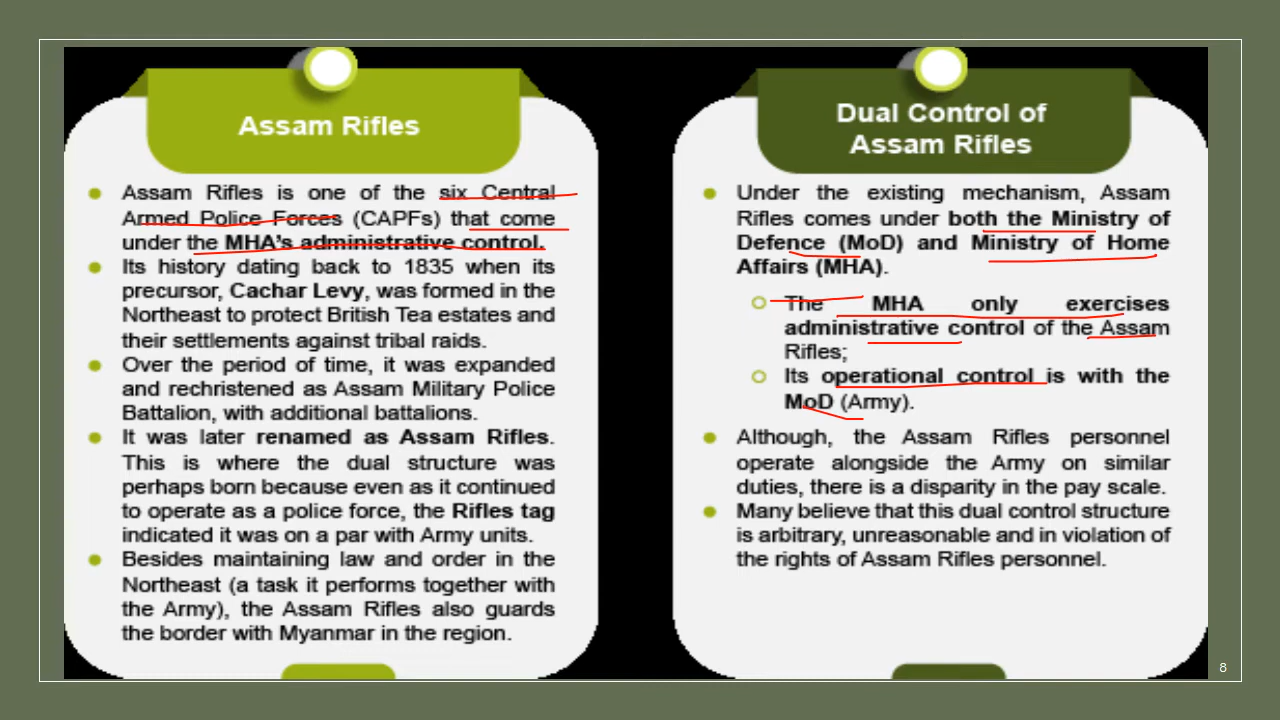 Assam Rifles
Assam Rifles is one of the six Central
Armed Police Forces (CAPFs) that come
under the MHA's administrative control.
Its history dating back to 1835 when its
precursor, Cachar Levy, was formed in the
Northeast to protect British Tea estates and
their settlements against tribal raids.
Over the period of time, it was expanded
and rechristened as Assam Military Police
Battalion, with additional battalions.
It was later renamed as Assam Rifles.
This is where the dual structure was
perhaps born because even as it continued
to operate as a police force, the Rifles tag
indicated it was on a par with Army units.
Besides maintaining law and order in the
Northeast (a task it performs together with
the Army), the Assam Rifles also guards
the border with Myanmar in the region.
Dual Control of
Assam Rifles
Under the existing mechanism, Assam
Rifles comes under both the Ministry of
Defence (MoD) and Ministry of Home
Affairs (MHA).
The MHA only exercises
administrative control of the Assam
Rifles;
Its operational control is with the
MoD (Army).
Although, the Assam Rifles personnel
operate alongside the Army on similar
duties, there is a disparity in the pay scale.
Many believe that this dual control structure
is arbitrary, unreasonable and in violation of
the rights of Assam Rifles personnel.
8